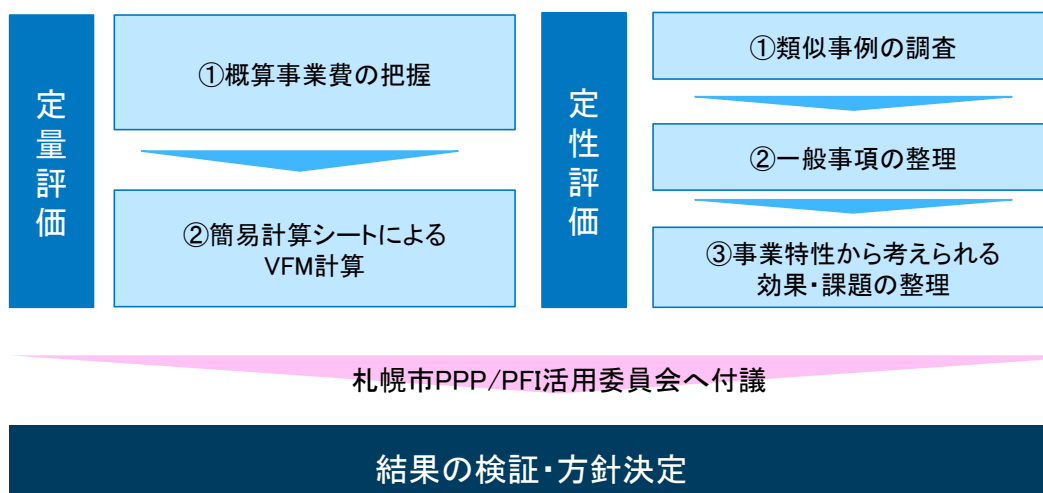 定量評価
①概算事業費の把握
②簡易計算シートによる
VFM計算
定性評価
①類似事例の調査
②一般事項の整理
③事業特性から考えられる
効果・課題の整理
札幌市PPP/PFI活用委員会へ付議
結果の検証・方針決定